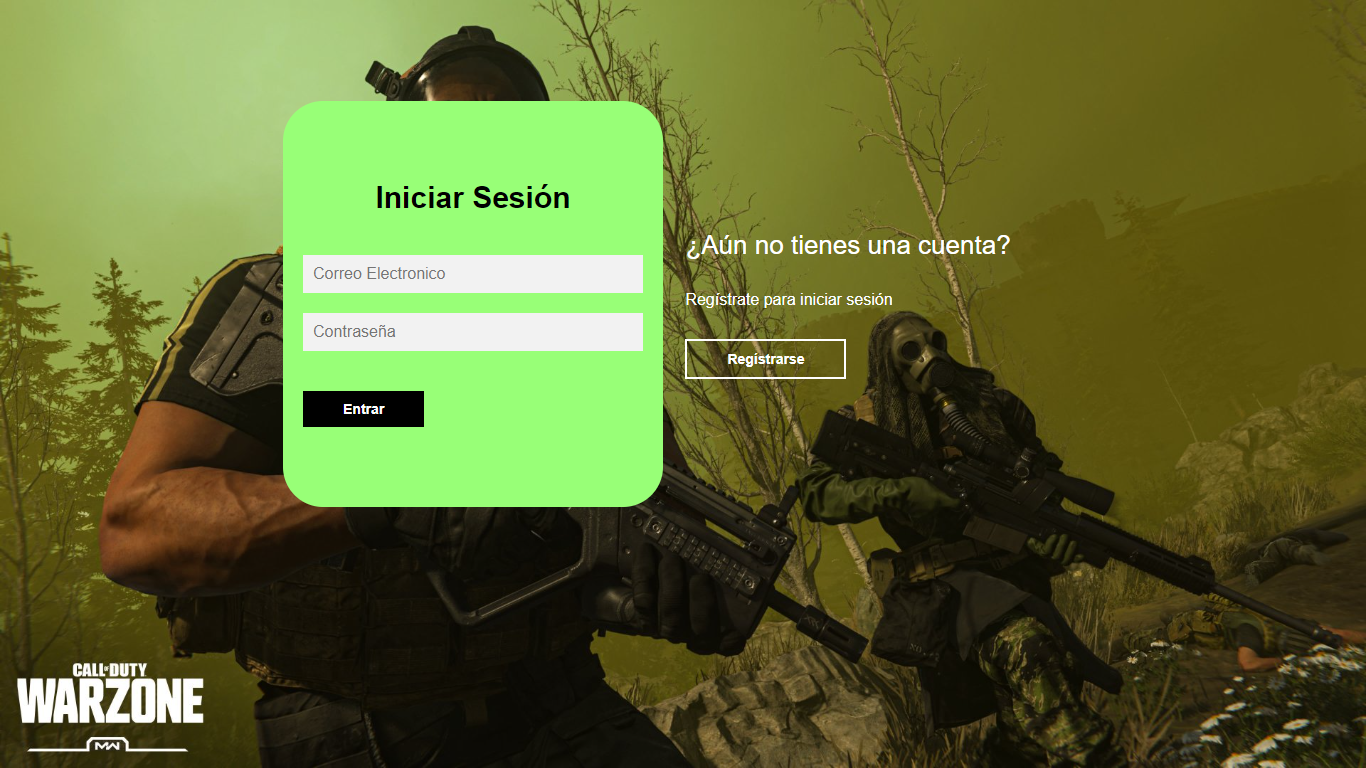 Iniciar Sesión
Correo Electronico
Contraseña
Entrar
¿Aún no tienes una cuenta?
Regístrate para iniciar sesión
Regístrarse
CALL OF DUTY
WARZONE
MW